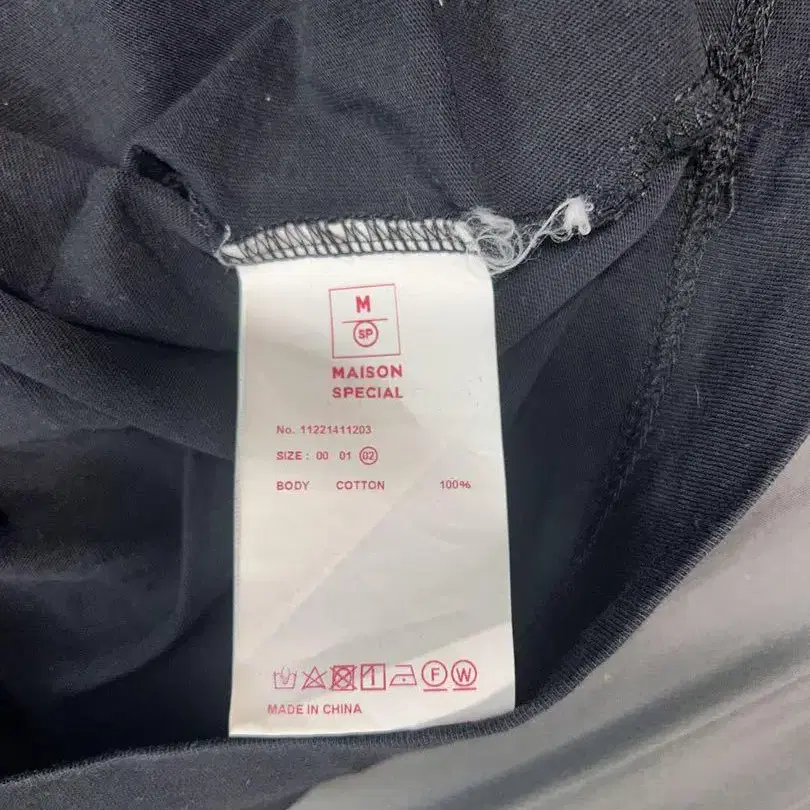 M
SP
MAISON
SPECIAL
No. 11221411203
SIZE : 00 01 02
BODY COTTON 100%
F W
MADE IN CHINA